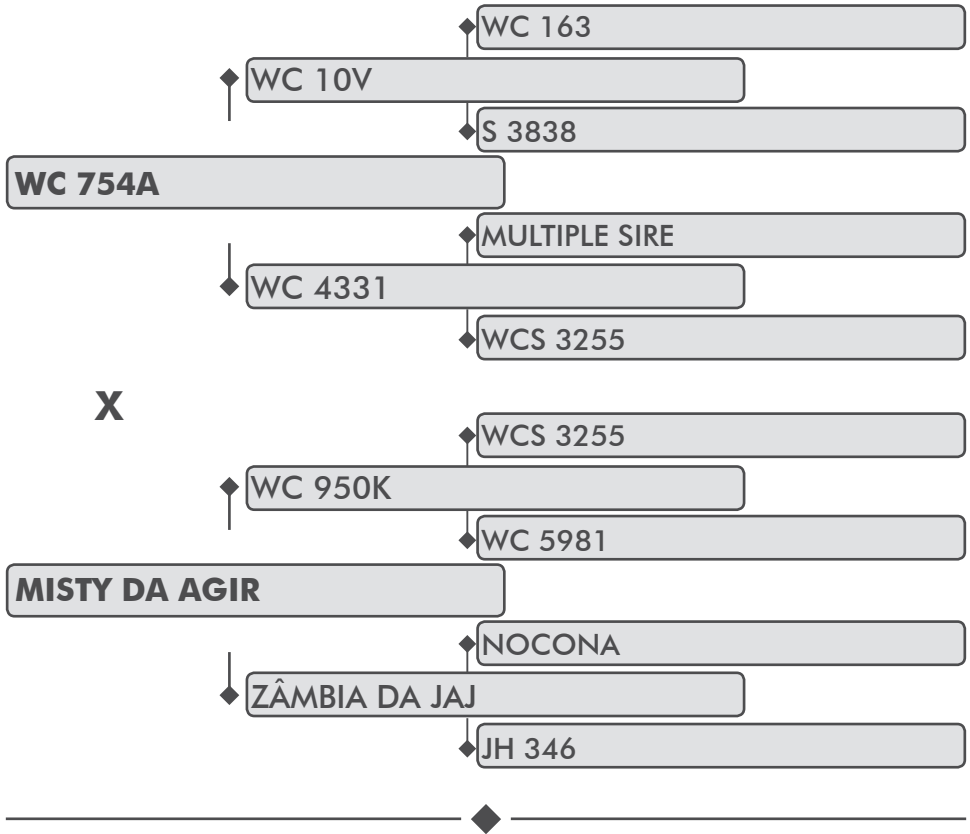 WC 163
WC 10V
S 3838
WC 754A
MULTIPLE SIRE
WC 4331
WCS 3255
X
WCS 3255
WC 950K
WC 5981
MISTY DA AGIR
NOCONA
ZÂMBIA DA JAJ
JH 346